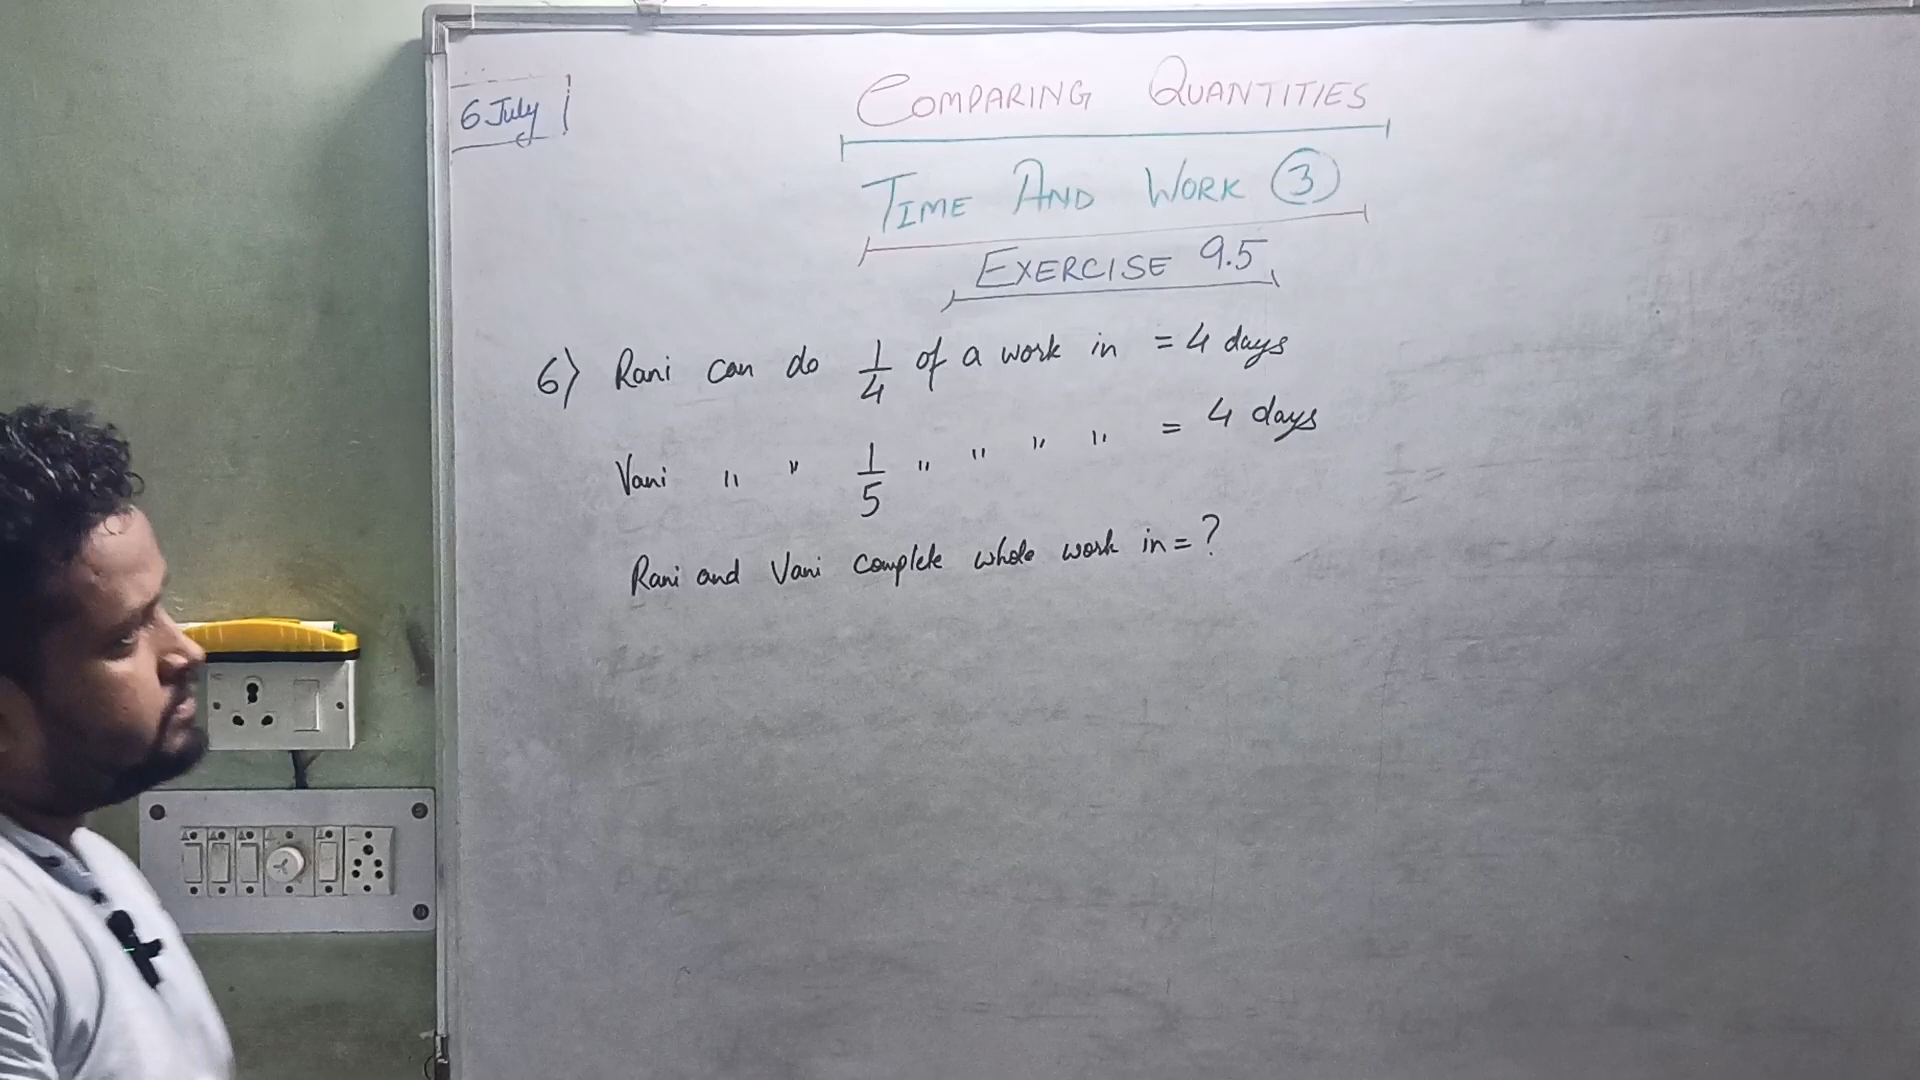 6 July
COMPARING QUANTITIES
TIME AND WORK ③
EXERCISE 9.5
6) Rani can do 1/4 of a work in = 4 days
Vani " " 1/5 " " " " = 4 days
Rani and Vani complete whole work in = ?